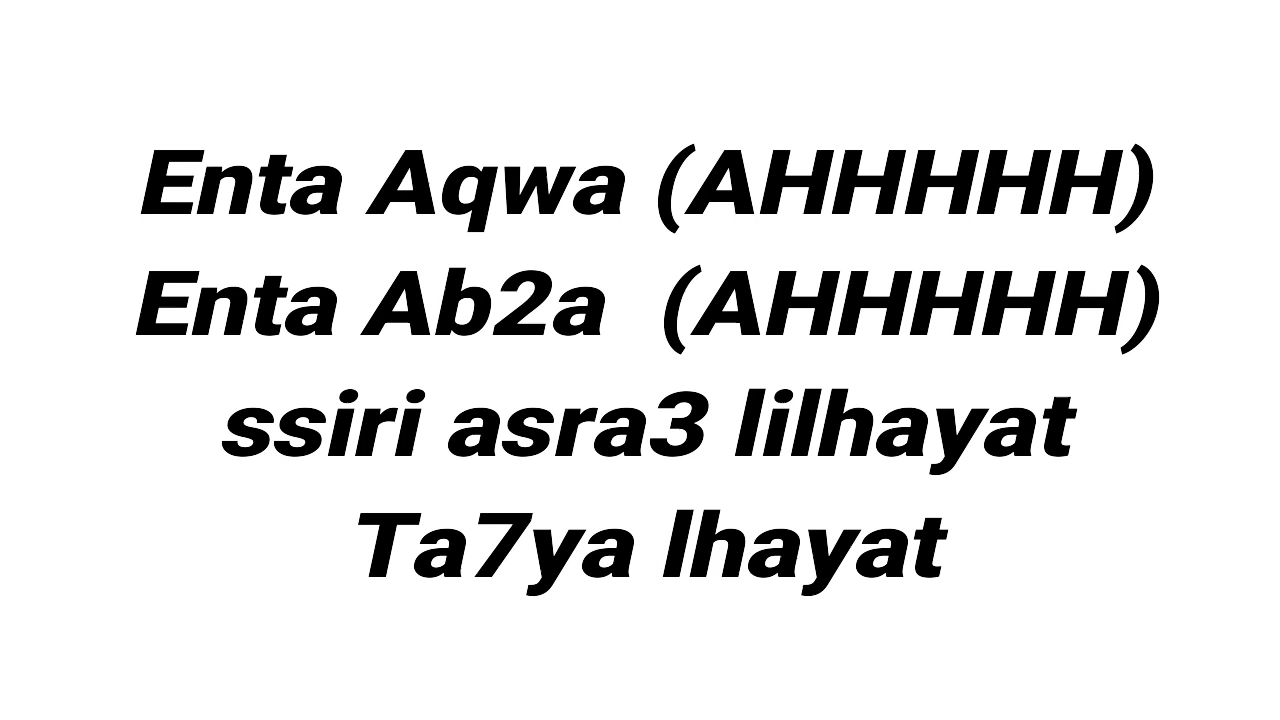 Enta Aqwa (AHHHHH)
Enta Ab2a  (AHHHHH)
ssiri asra3 lilhayat
Ta7ya lhayat